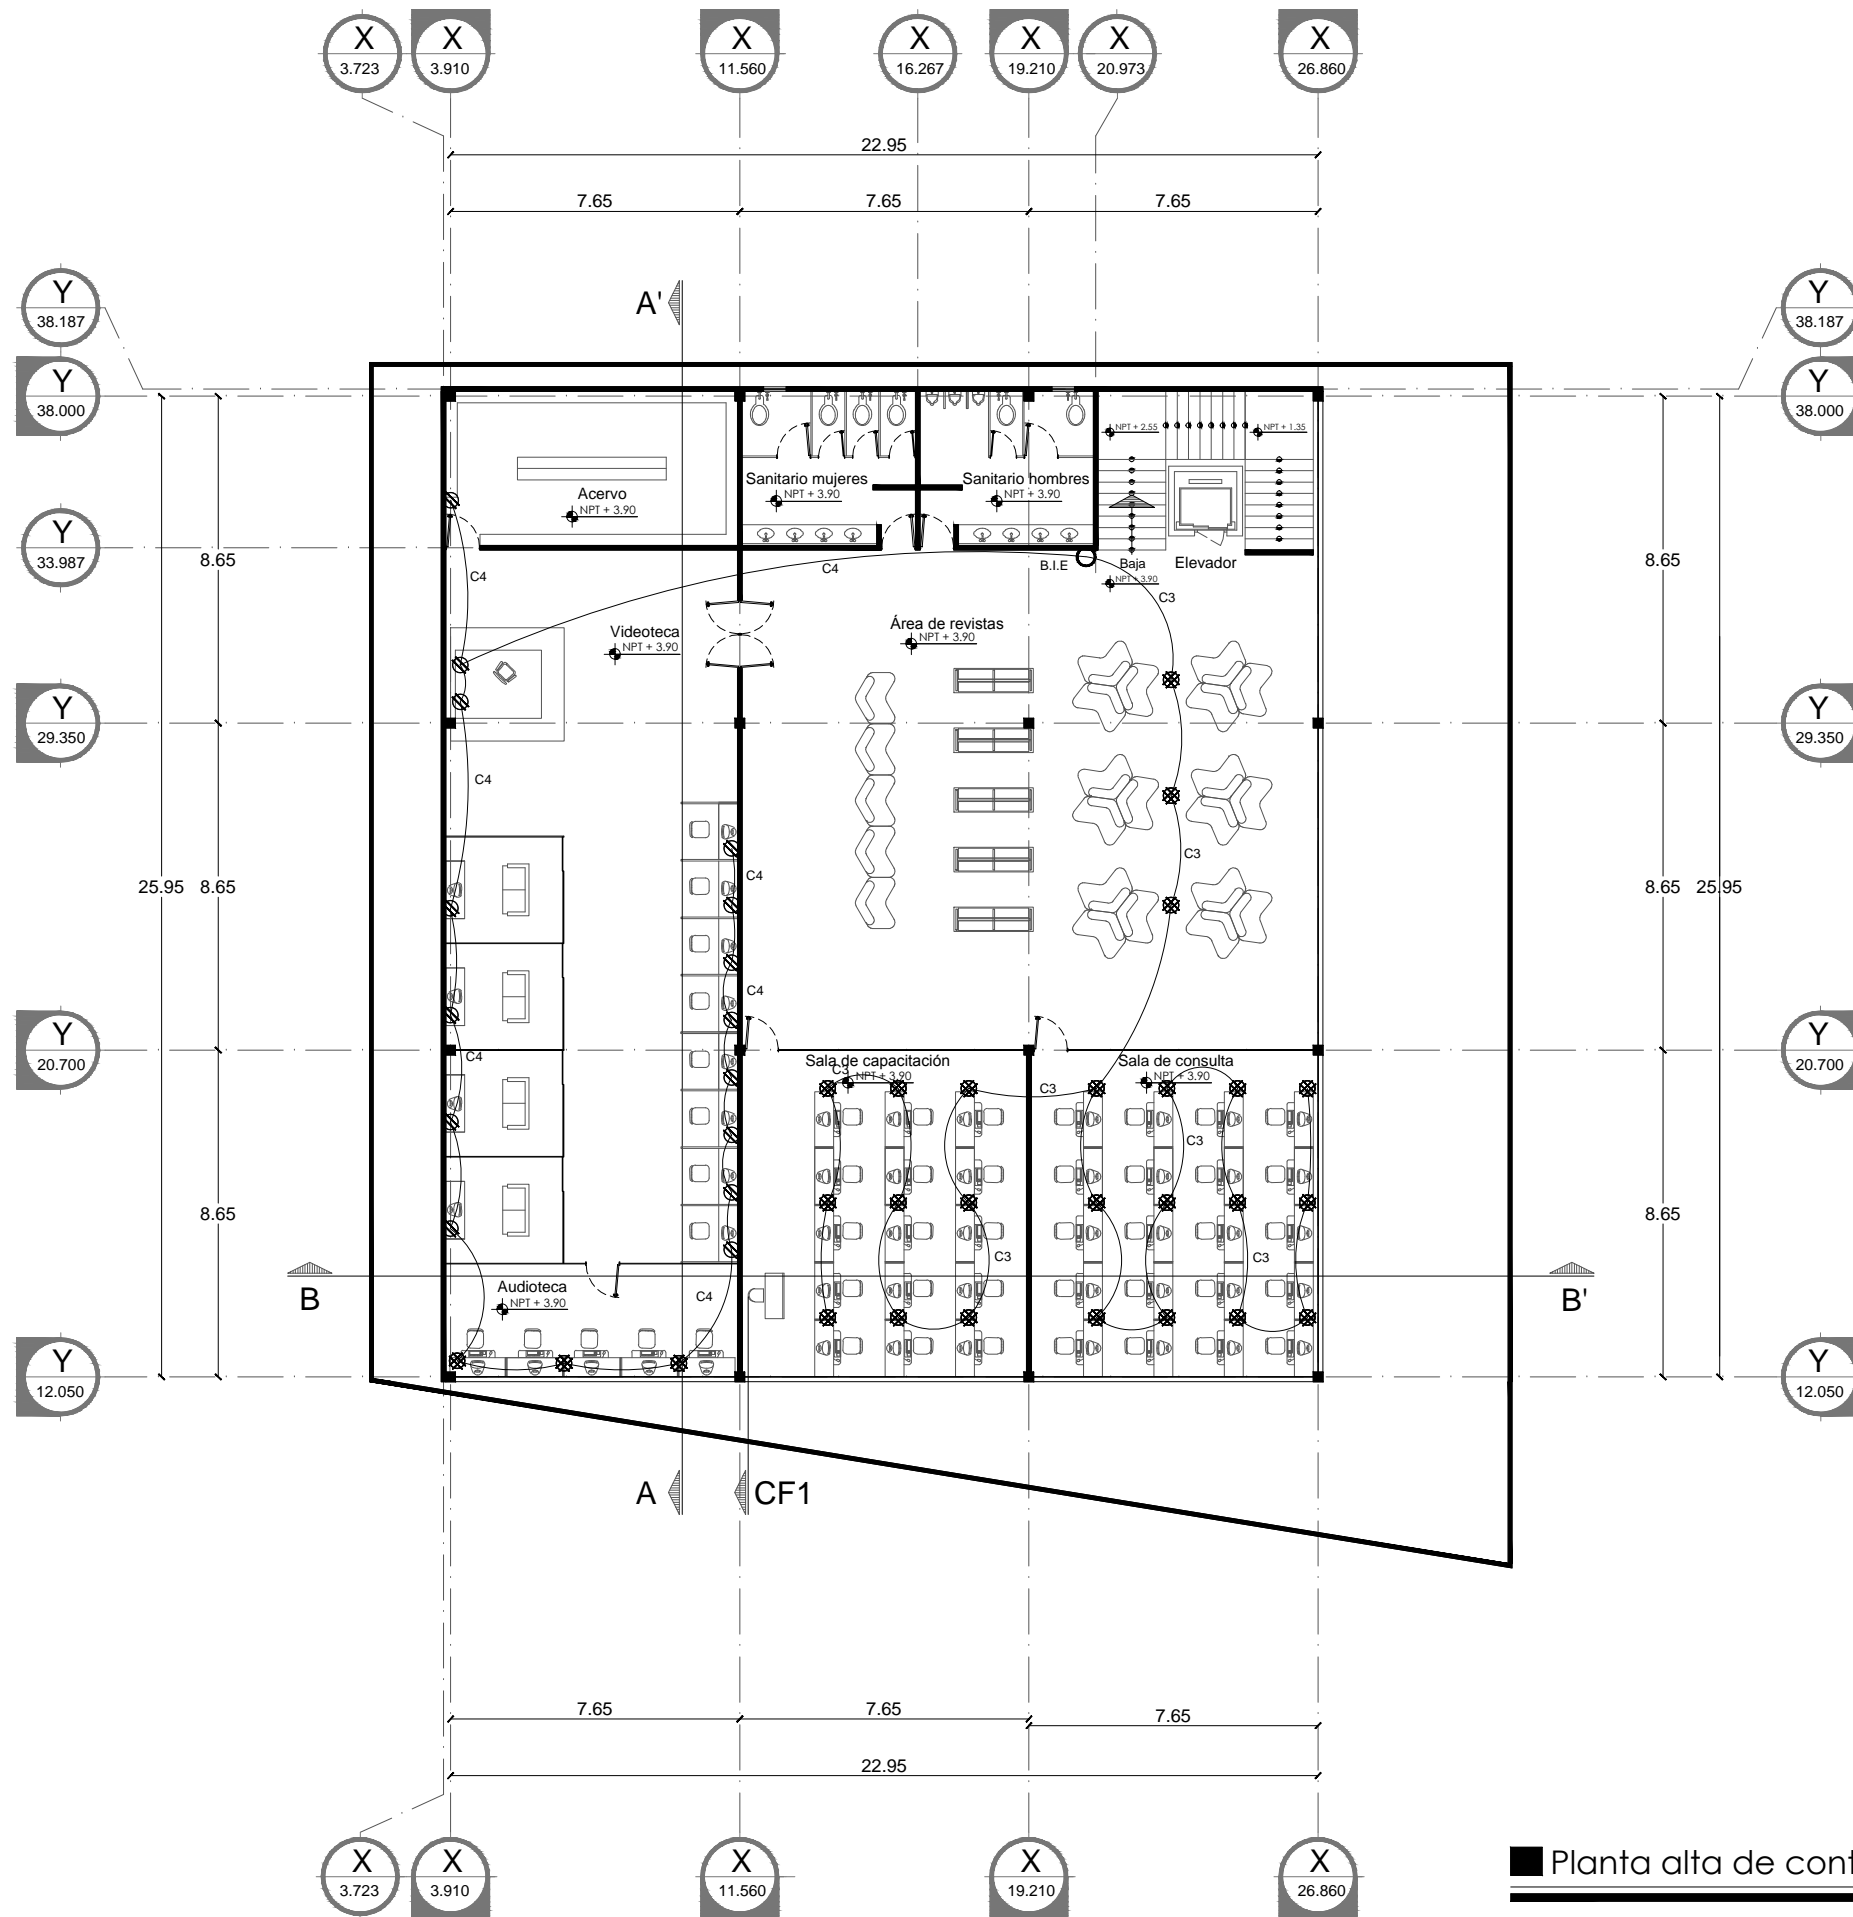 X X X X X X X
3.723 3.910 11.560 16.267 19.210 20.973 26.860
22.95
7.65 7.65 7.65
A'
Y Y
38.187 38.187
Y Y
38.000 38.000
NPT + 2.55 NPT + 1.35
Sanitario mujeres Sanitario hombres
NPT + 3.90 NPT + 3.90
Acervo
NPT + 3.90
Y
33.987
8.65 8.65
C4
C4
B.I.E Baja Elevador
NPT + 3.90
C3
Videoteca
NPT + 3.90
Área de revistas
NPT + 3.90
Y Y
29.350 29.350
C4
C3
C4
25.95 8.65 8.65 25.95
C4
Y Y
20.700 20.700
C4
Sala de capacitación Sala de consulta
C3 NPT + 3.90 NPT + 3.90
C3
C3
8.65 8.65
C3 C3
Audioteca
NPT + 3.90
C4
B B'
Y Y
12.050 12.050
A CF1
7.65 7.65 7.65
22.95
X X X X X
3.723 3.910 11.560 19.210 26.860
Planta alta de cont